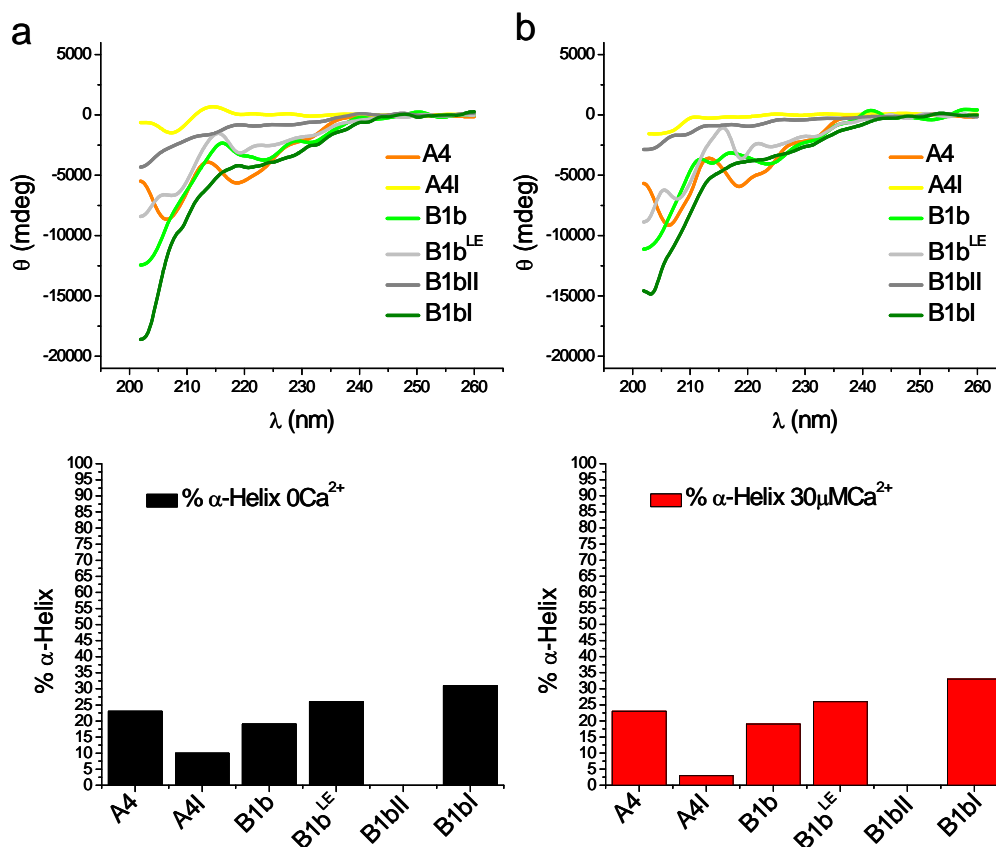 a
5000
0
-5000
-10000
-15000
-20000
θ (mdeg)
A4
A4I
B1b
B1b^LE
B1bII
B1bI
200 210 220 230 240 250 260
λ (nm)
b
5000
0
-5000
-10000
-15000
-20000
θ (mdeg)
A4
A4I
B1b
B1b^LE
B1bII
B1bI
200 210 220 230 240 250 260
λ (nm)
100
95
90
85
80
75
70
65
60
55
50
45
40
35
30
25
20
15
10
5
0
% α-Helix
% α-Helix 0Ca²⁺
A4 A4I B1b B1b^LE B1bII B1bI
100
95
90
85
80
75
70
65
60
55
50
45
40
35
30
25
20
15
10
5
0
% α-Helix
% α-Helix 30μMCa²⁺
A4 A4I B1b B1b^LE B1bII B1bI